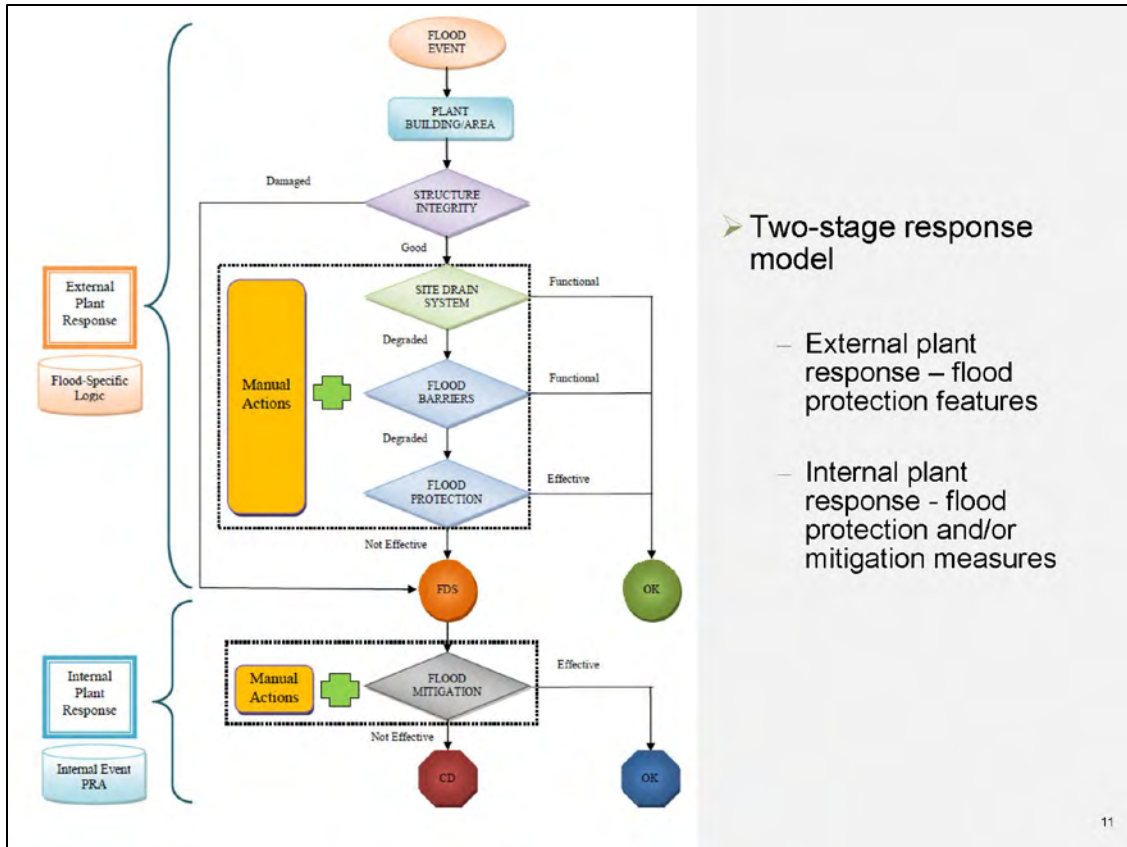 FLOOD
EVENT
PLANT
BUILDING/AREA
Damaged
STRUCTURE
INTEGRITY
Good
External
Plant
Response
Flood-Specific
Logic
Manual
Actions
SITE DRAIN
SYSTEM
Functional
Degraded
FLOOD
BARRIERS
Functional
Degraded
FLOOD
PROTECTION
Effective
Not Effective
FDS
OK
Internal
Plant
Response
Internal Event
PRA
Manual
Actions
FLOOD
MITIGATION
Effective
Not Effective
CD
OK
➢ Two-stage response
model
– External plant
response – flood
protection features
– Internal plant
response - flood
protection and/or
mitigation measures
11